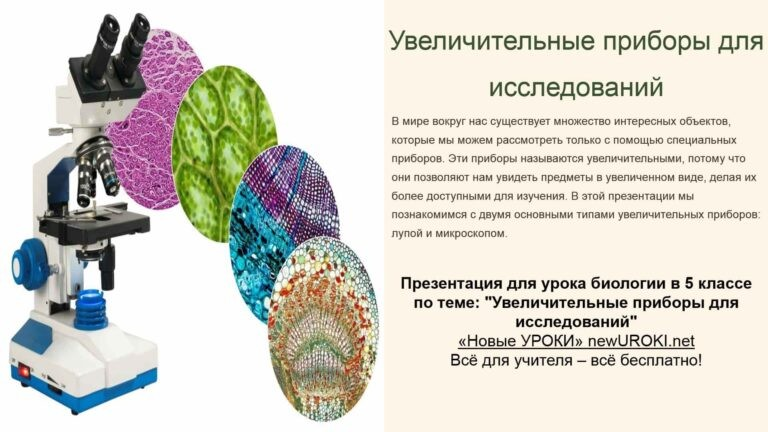 Увеличительные приборы для
исследований
В мире вокруг нас существует множество интересных объектов,
которые мы можем рассмотреть только с помощью специальных
приборов. Эти приборы называются увеличительными, потому что
они позволяют нам увидеть предметы в увеличенном виде, делая их
более доступными для изучения. В этой презентации мы
познакомимся с двумя основными типами увеличительных приборов:
лупой и микроскопом.
Презентация для урока биологии в 5 классе
по теме: "Увеличительные приборы для
исследований"
«Новые УРОКИ» newUROKI.net
Всё для учителя – всё бесплатно!